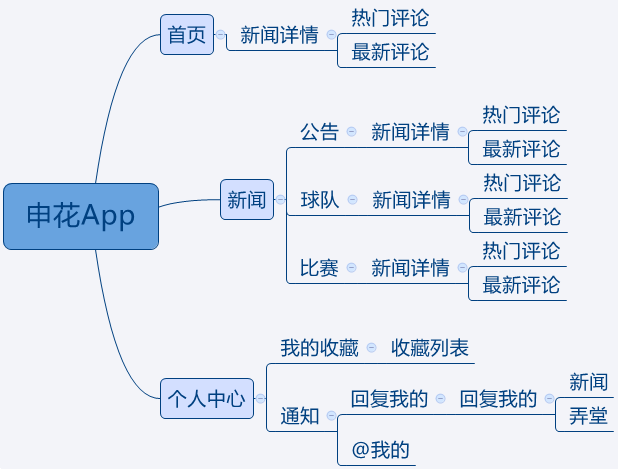 申花App
首页
新闻详情
热门评论
最新评论
新闻
公告
新闻详情
热门评论
最新评论
球队
新闻详情
热门评论
最新评论
比赛
新闻详情
热门评论
最新评论
个人中心
我的收藏
收藏列表
通知
回复我的
回复我的
新闻
弄堂
@我的